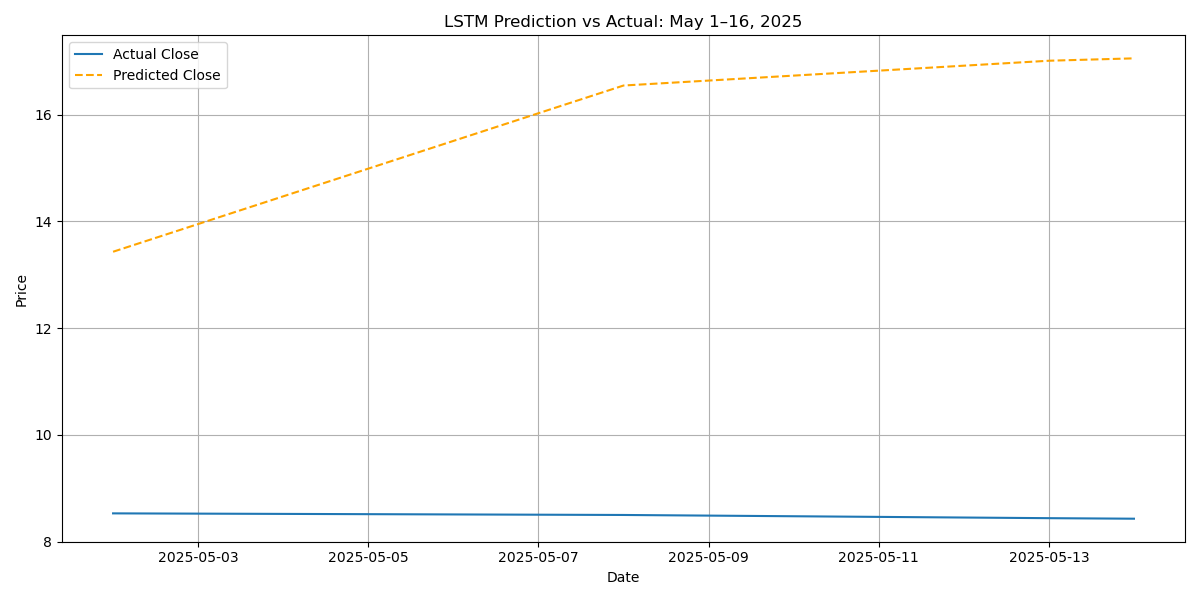 LSTM Prediction vs Actual: May 1–16, 2025
Actual Close
Predicted Close
Price
16
14
12
10
8
2025-05-03 2025-05-05 2025-05-07 2025-05-09 2025-05-11 2025-05-13
Date